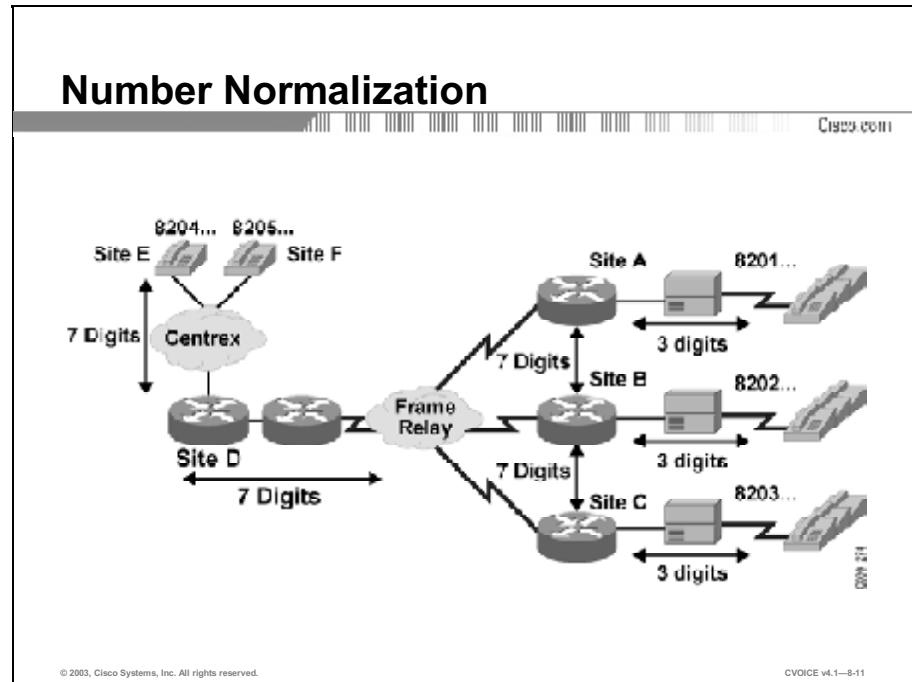 Number Normalization
Cisco.com
8204... 8205...
Site E
Site F
7 Digits
Centrex
Site D
7 Digits
Frame
Relay
Site A
8201...
3 digits
7 Digits
Site B
8202...
3 digits
7 Digits
Site C
8203...
3 digits
© 2003, Cisco Systems, Inc. All rights reserved.
CVOICE v4.1—8-11